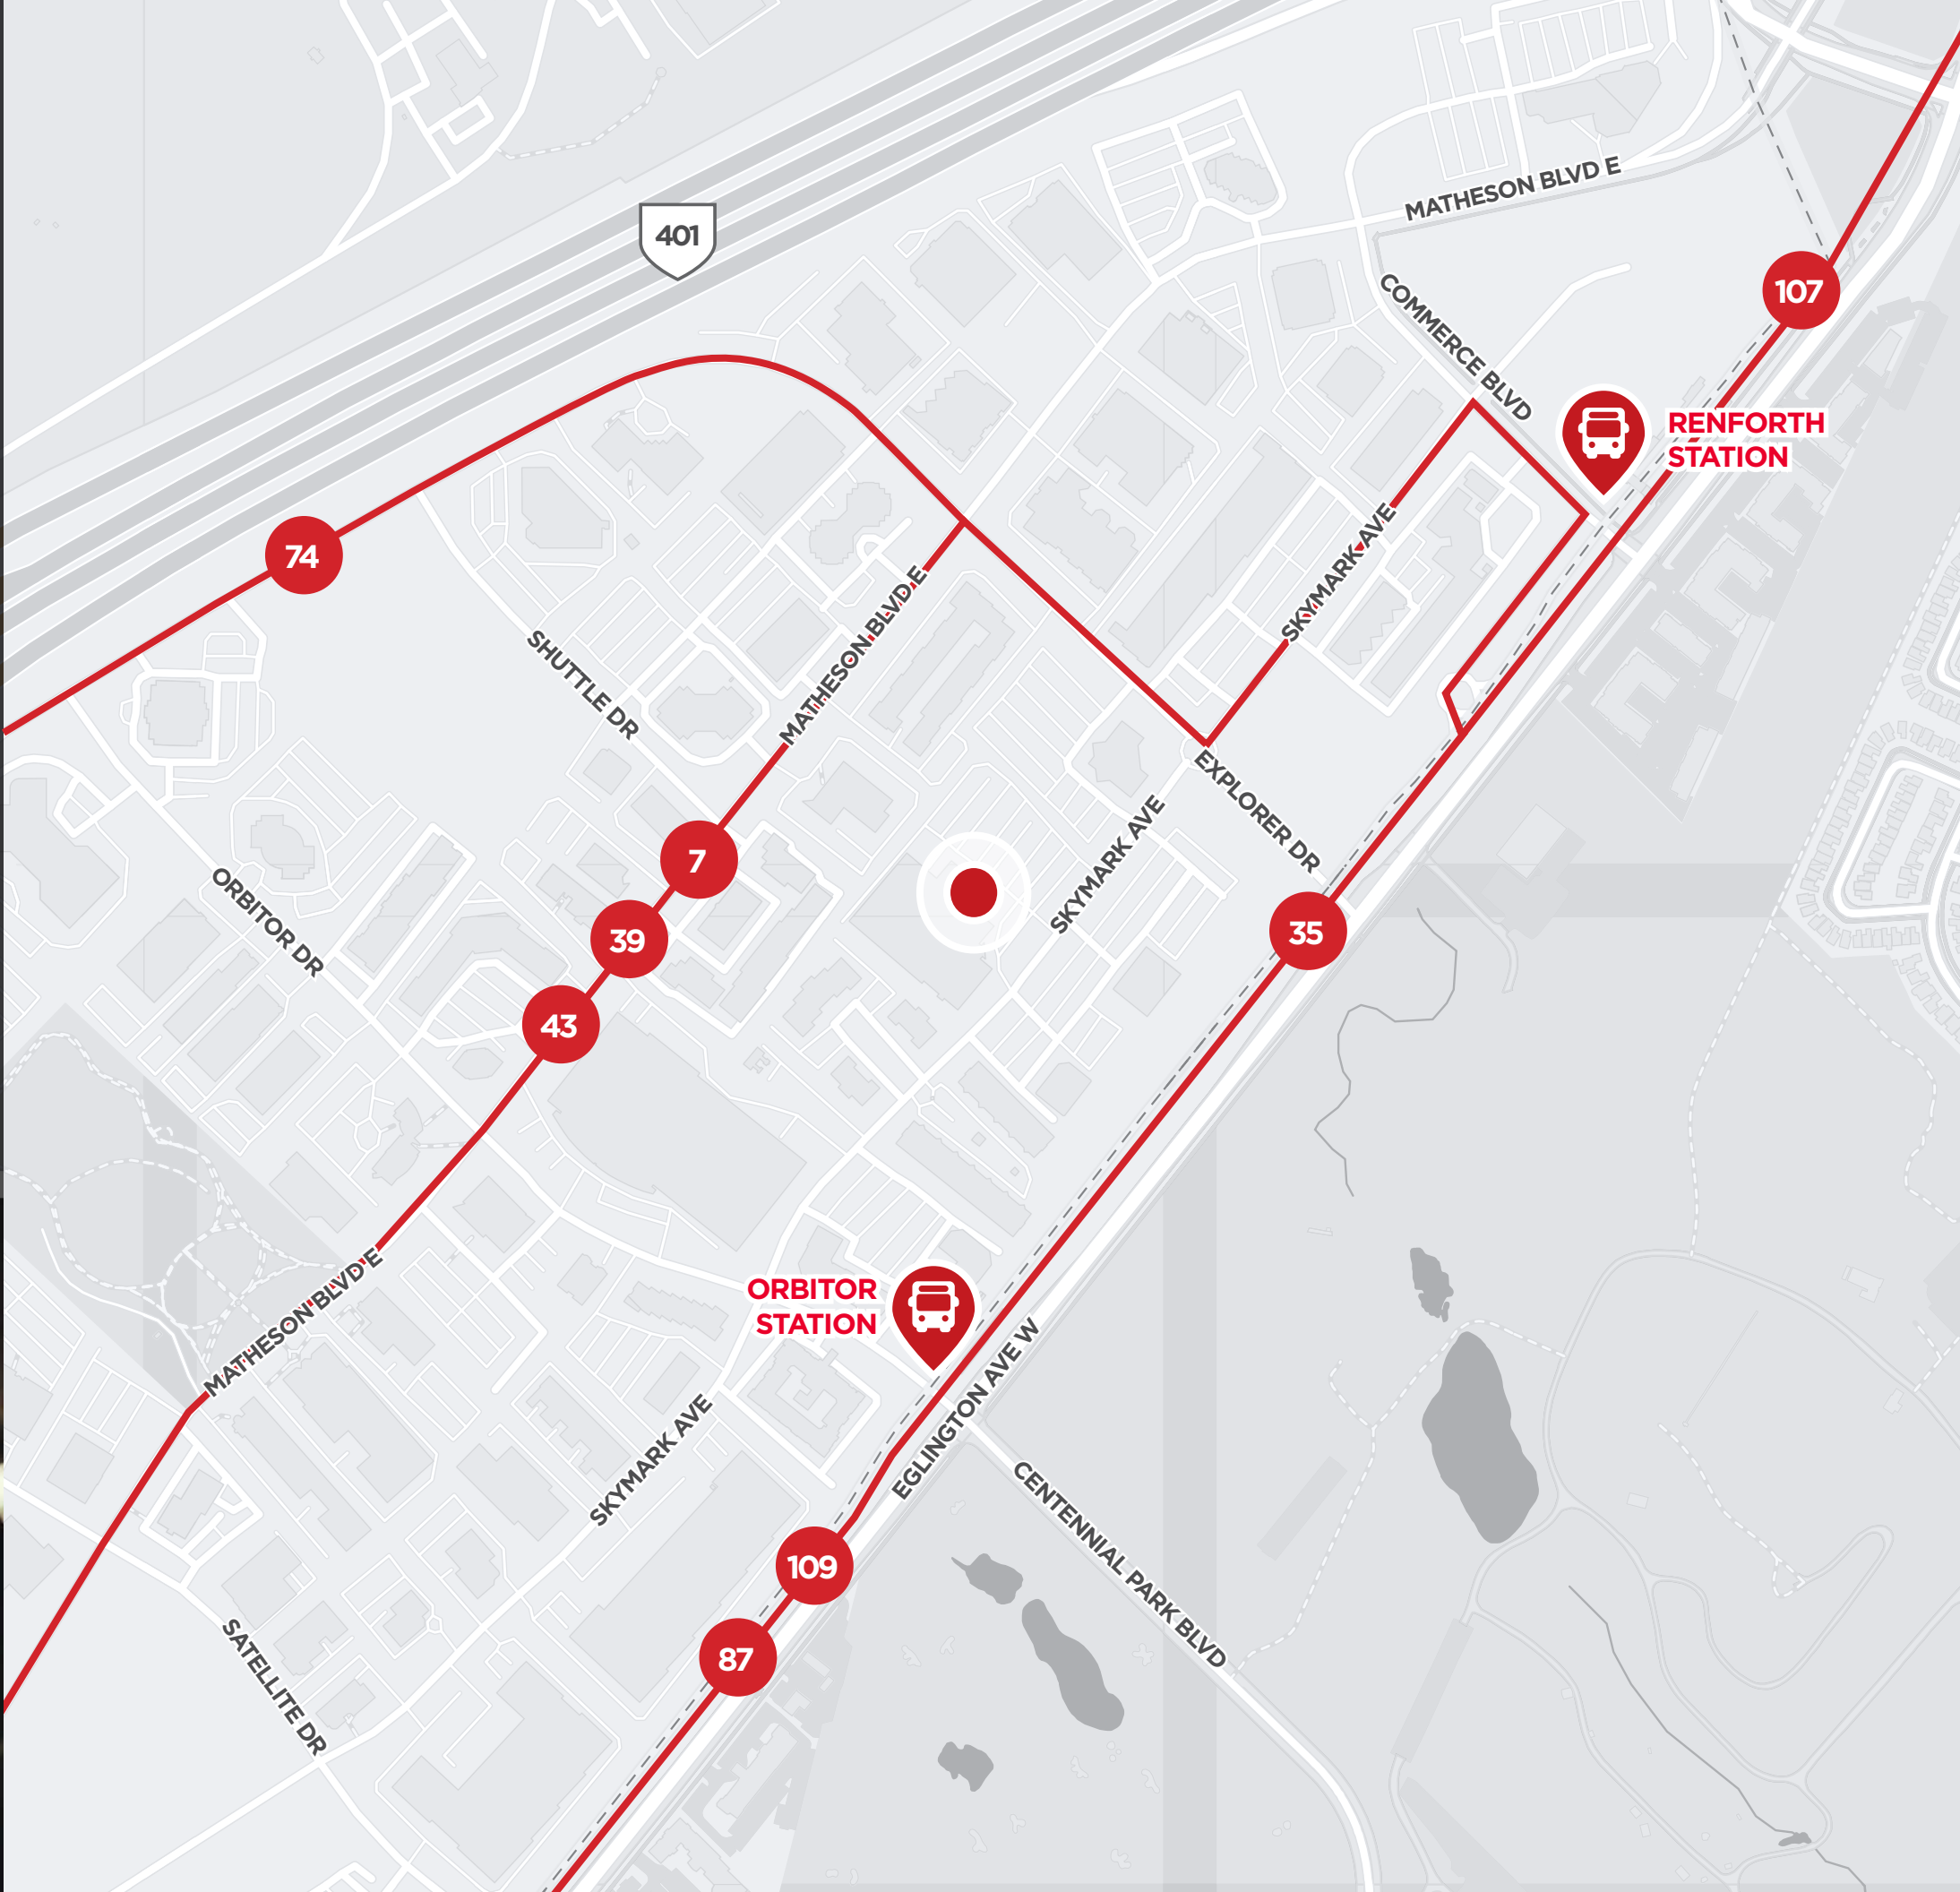 401
MATHESON BLVD E
107
COMMERCE BLVD
RENFORTH
STATION
74
SKYMARK AVE
MATHESON BLVD E
SHUTTLE DR
EXPLORER DR
7
SKYMARK AVE
ORBITOR DR
39
35
43
MATHESON BLVD E
ORBITOR
STATION
EGLINGTON AVE W
SKYMARK AVE
CENTENNIAL PARK BLVD
109
87
SATELLITE DR